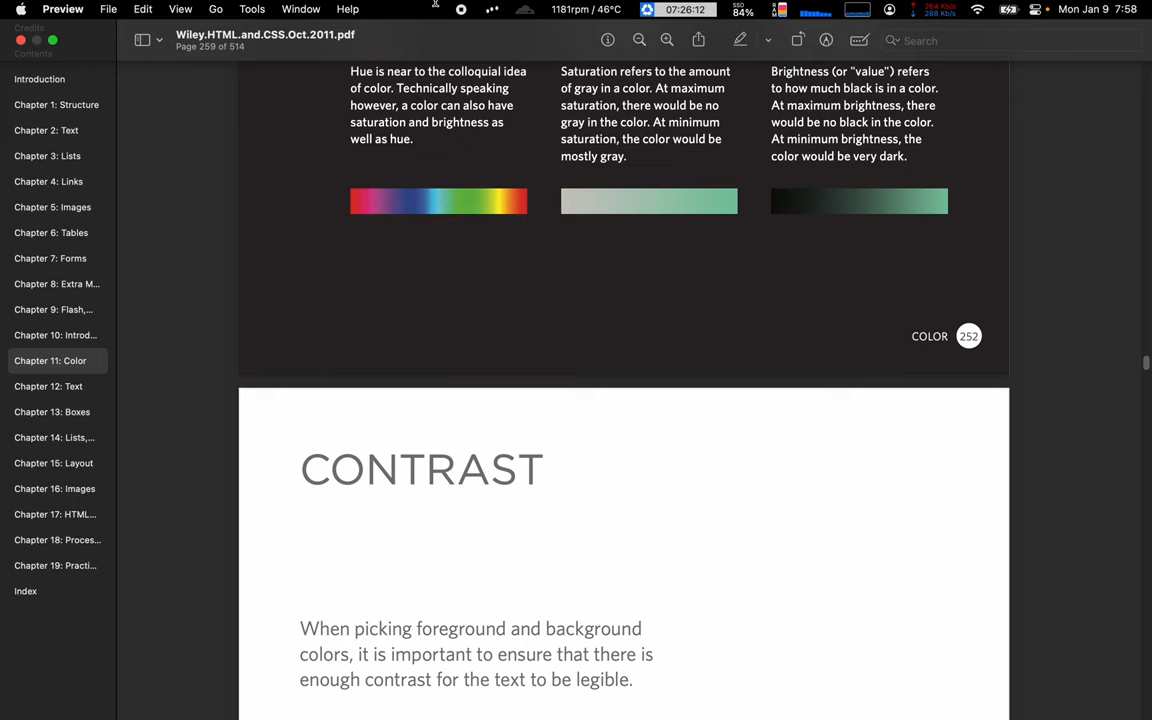 Preview File Edit View Go Tools Window Help 1181rpm / 46°C 07:26:12 SSD 84% 264 Kb/s 288 Kb/s Mon Jan 9 7:58
Credits
Contents
Wiley.HTML.and.CSS.Oct.2011.pdf
Page 259 of 514
Search
Introduction
Chapter 1: Structure
Chapter 2: Text
Chapter 3: Lists
Chapter 4: Links
Chapter 5: Images
Chapter 6: Tables
Chapter 7: Forms
Chapter 8: Extra M...
Chapter 9: Flash,...
Chapter 10: Introd...
Chapter 11: Color
Chapter 12: Text
Chapter 13: Boxes
Chapter 14: Lists,...
Chapter 15: Layout
Chapter 16: Images
Chapter 17: HTML...
Chapter 18: Proces...
Chapter 19: Practi...
Index
Hue is near to the colloquial idea
of color. Technically speaking
however, a color can also have
saturation and brightness as
well as hue.
Saturation refers to the amount
of gray in a color. At maximum
saturation, there would be no
gray in the color. At minimum
saturation, the color would be
mostly gray.
Brightness (or "value") refers
to how much black is in a color.
At maximum brightness, there
would be no black in the color.
At minimum brightness, the
color would be very dark.
COLOR 252
CONTRAST
When picking foreground and background
colors, it is important to ensure that there is
enough contrast for the text to be legible.